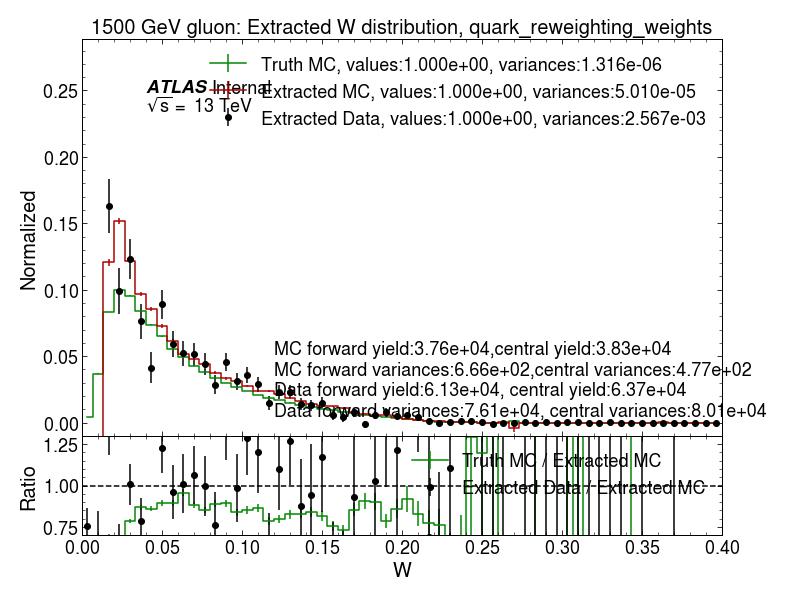 1500 GeV gluon: Extracted W distribution, quark_reweighting_weights
Truth MC, values:1.000e+00, variances:1.316e-06
ATLAS Internal
Extracted MC, values:1.000e+00, variances:5.010e-05
√s = 13 TeV
Extracted Data, values:1.000e+00, variances:2.567e-03
Normalized
0.25
0.20
0.15
0.10
0.05
0.00
MC forward yield:3.76e+04,central yield:3.83e+04
MC forward variances:6.66e+02,central variances:4.77e+02
Data forward yield:6.13e+04, central yield:6.37e+04
Data forward variances:7.61e+04, central variances:8.01e+04
Ratio
1.25
1.00
0.75
Truth MC / Extracted MC
Extracted Data / Extracted MC
0.00 0.05 0.10 0.15 0.20 0.25 0.30 0.35 0.40
W